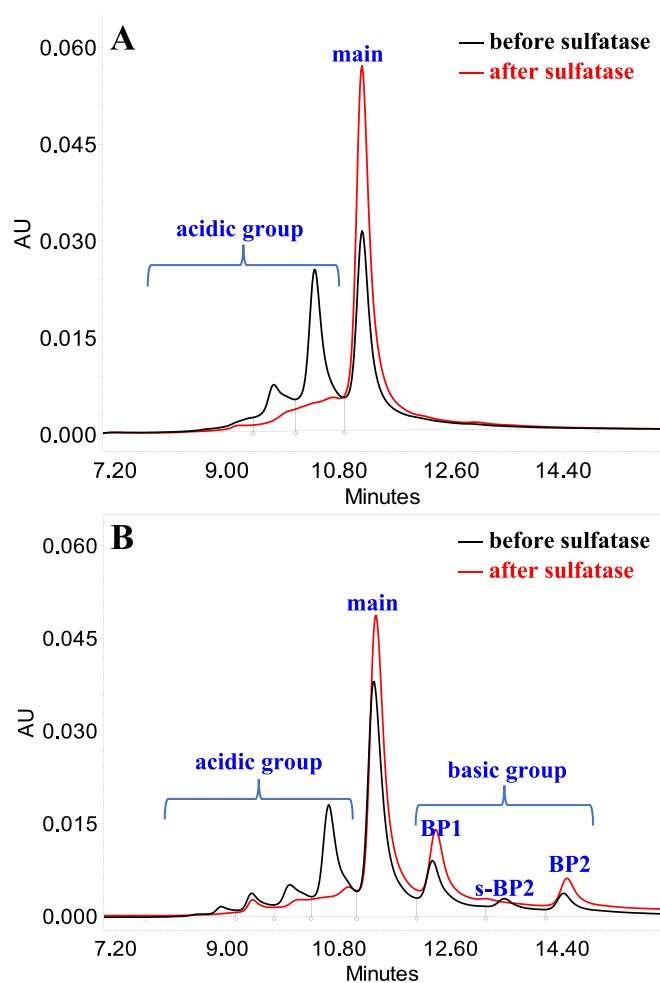 A
— before sulfatase
— after sulfatase
main
acidic group
AU
0.060
0.045
0.030
0.015
0.000
7.20 9.00 10.80 12.60 14.40
Minutes
B
— before sulfatase
— after sulfatase
main
acidic group
basic group
BP1
s-BP2
BP2
AU
0.060
0.045
0.030
0.015
0.000
7.20 9.00 10.80 12.60 14.40
Minutes